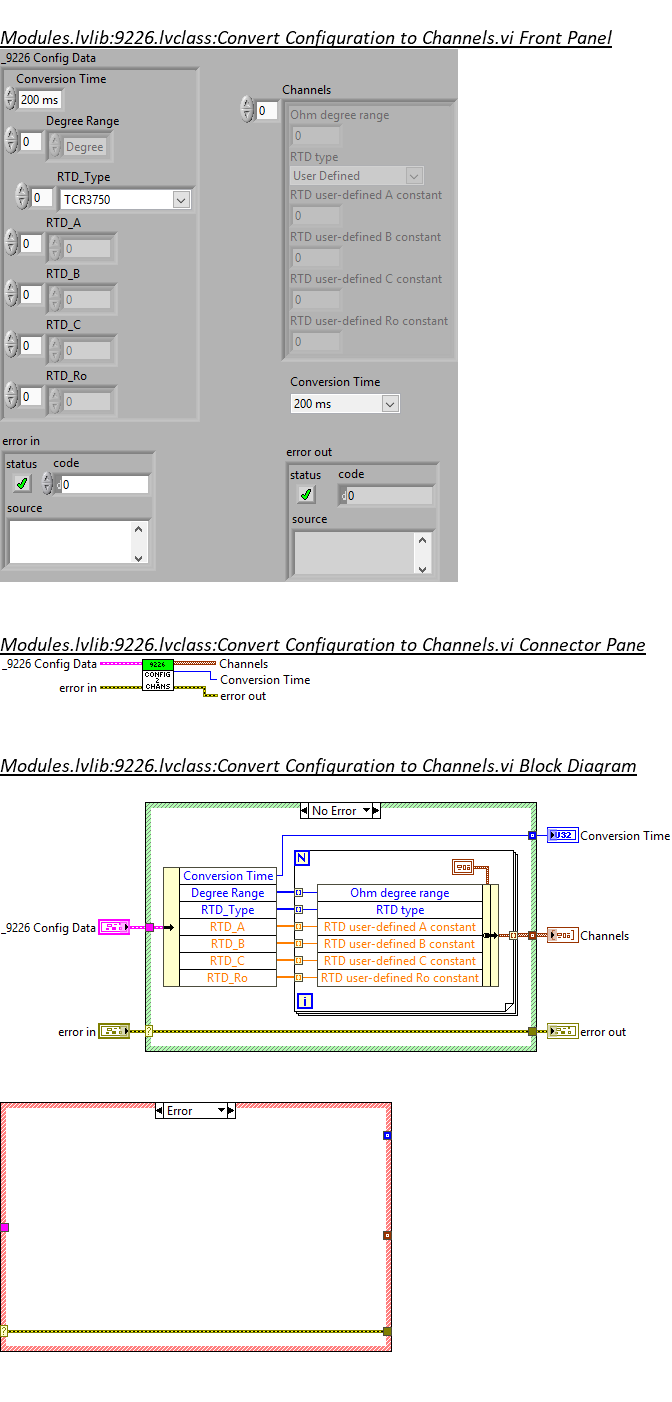 Modules.lvlib:9226.lvclass:Convert Configuration to Channels.vi Front Panel
_9226 Config Data
Conversion Time
200 ms
Degree Range
0
Degree
RTD_Type
0
TCR3750
RTD_A
0
0
RTD_B
0
0
RTD_C
0
0
RTD_Ro
0
0
Channels
0
Ohm degree range
0
RTD type
User Defined
RTD user-defined A constant
0
RTD user-defined B constant
0
RTD user-defined C constant
0
RTD user-defined Ro constant
0
Conversion Time
200 ms
error in
status code
d0
source
error out
status code
d0
source
Modules.lvlib:9226.lvclass:Convert Configuration to Channels.vi Connector Pane
_9226 Config Data
error in
9226
CONFIG
2
CHANS
Channels
Conversion Time
error out
Modules.lvlib:9226.lvclass:Convert Configuration to Channels.vi Block Diagram
No Error
U32
Conversion Time
N
Conversion Time
Degree Range
RTD_Type
RTD_A
RTD_B
RTD_C
RTD_Ro
Ohm degree range
RTD type
RTD user-defined A constant
RTD user-defined B constant
RTD user-defined C constant
RTD user-defined Ro constant
_9226 Config Data
Channels
i
error in
?
error out
Error
?